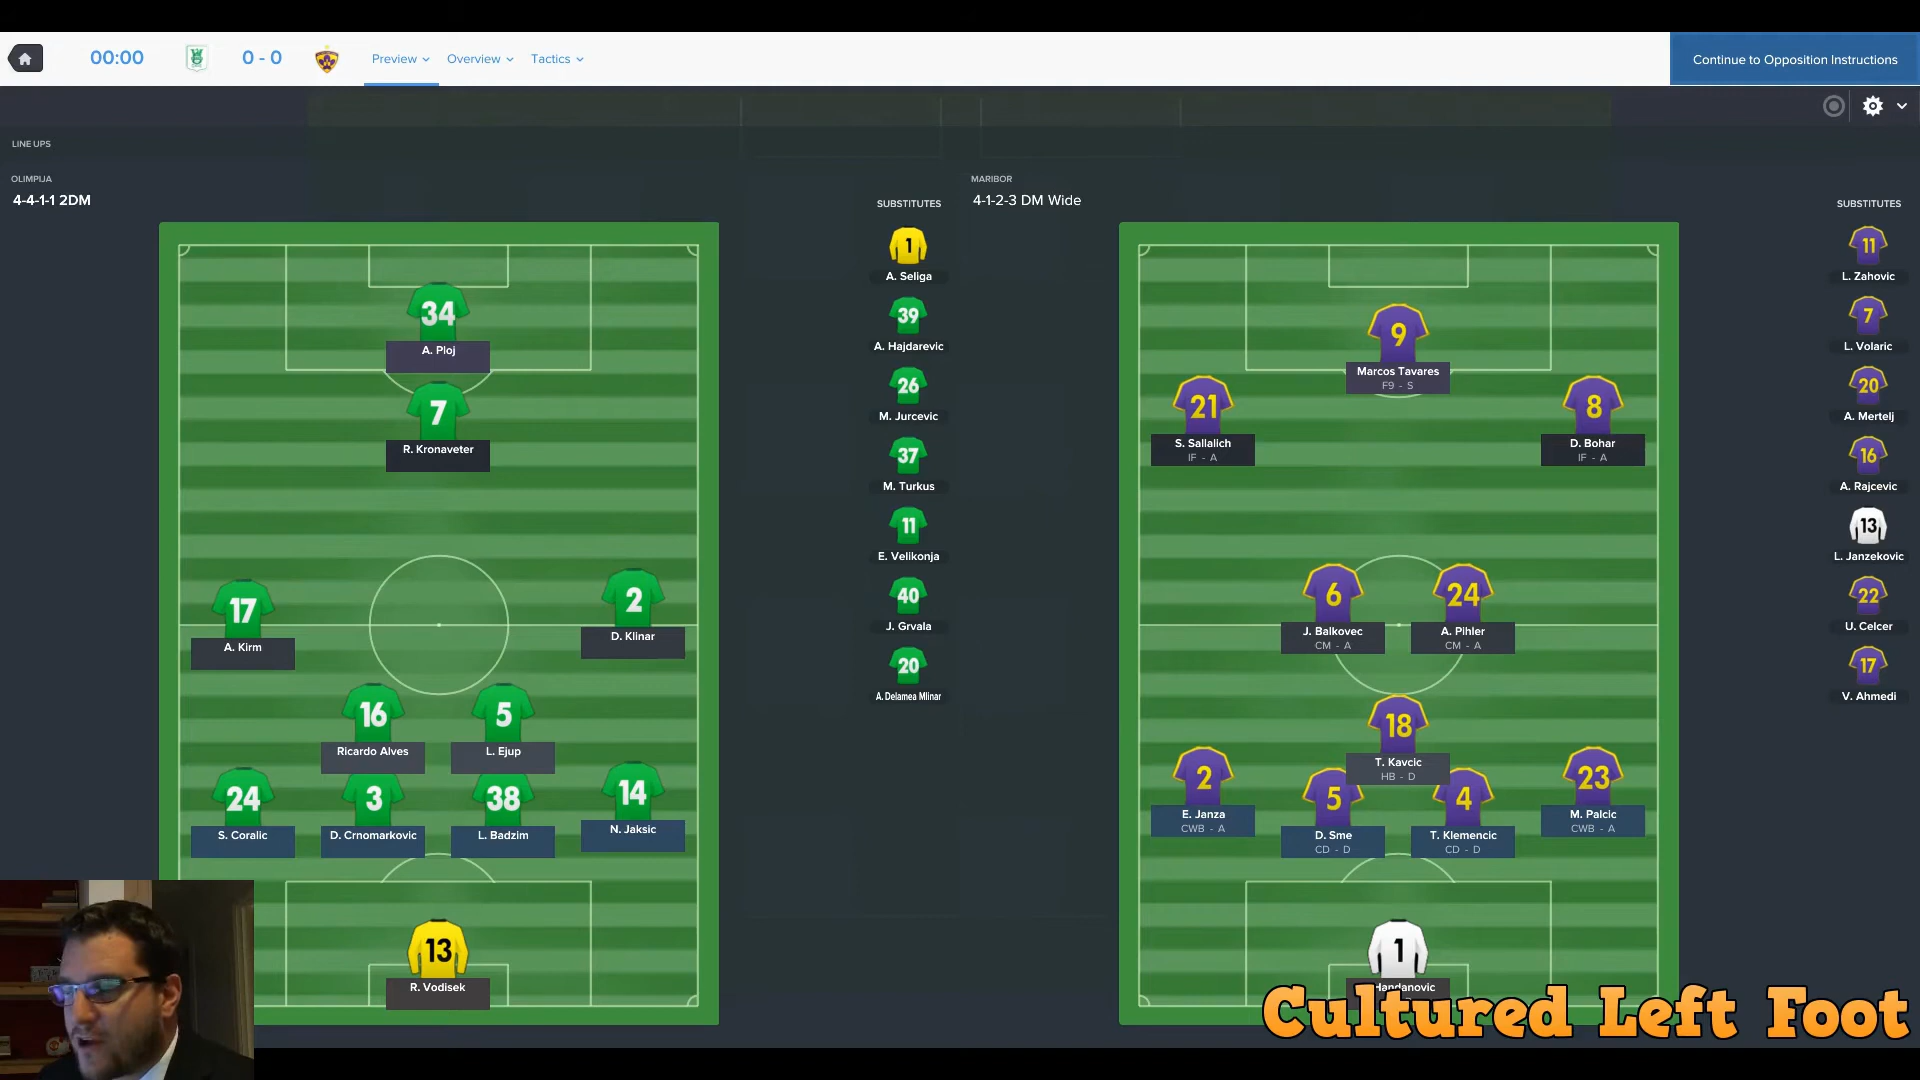 00:00
0 - 0
Preview
Overview
Tactics
Continue to Opposition Instructions
LINE UPS
OLIMPIJA
4-4-1-1 2DM
34
A. Ploj
7
R. Kronaveter
17
A. Kirm
2
D. Klinar
16
Ricardo Alves
5
L. Ejup
24
S. Coralic
3
D. Crnomarkovic
38
L. Badzim
14
N. Jaksic
13
R. Vodisek
SUBSTITUTES
1
A. Seliga
39
A. Hajdarevic
26
M. Jurcevic
37
M. Turkus
11
E. Velikonja
40
J. Grvala
20
A. Delamea Mlinar
MARIBOR
4-1-2-3 DM Wide
9
Marcos Tavares
F9 - S
21
S. Sallalich
IF - A
8
D. Bohar
IF - A
6
J. Balkovec
CM - A
24
A. Pihler
CM - A
18
T. Kavcic
HB - D
2
E. Janza
CWB - A
5
D. Sme
CD - D
4
T. Klemencic
CD - D
23
M. Palcic
CWB - A
1
Handanovic
SUBSTITUTES
11
L. Zahovic
7
L. Volaric
20
A. Mertelj
16
A. Rajcevic
13
L. Janzekovic
22
U. Celcer
17
V. Ahmedi
Cultured Left Foot